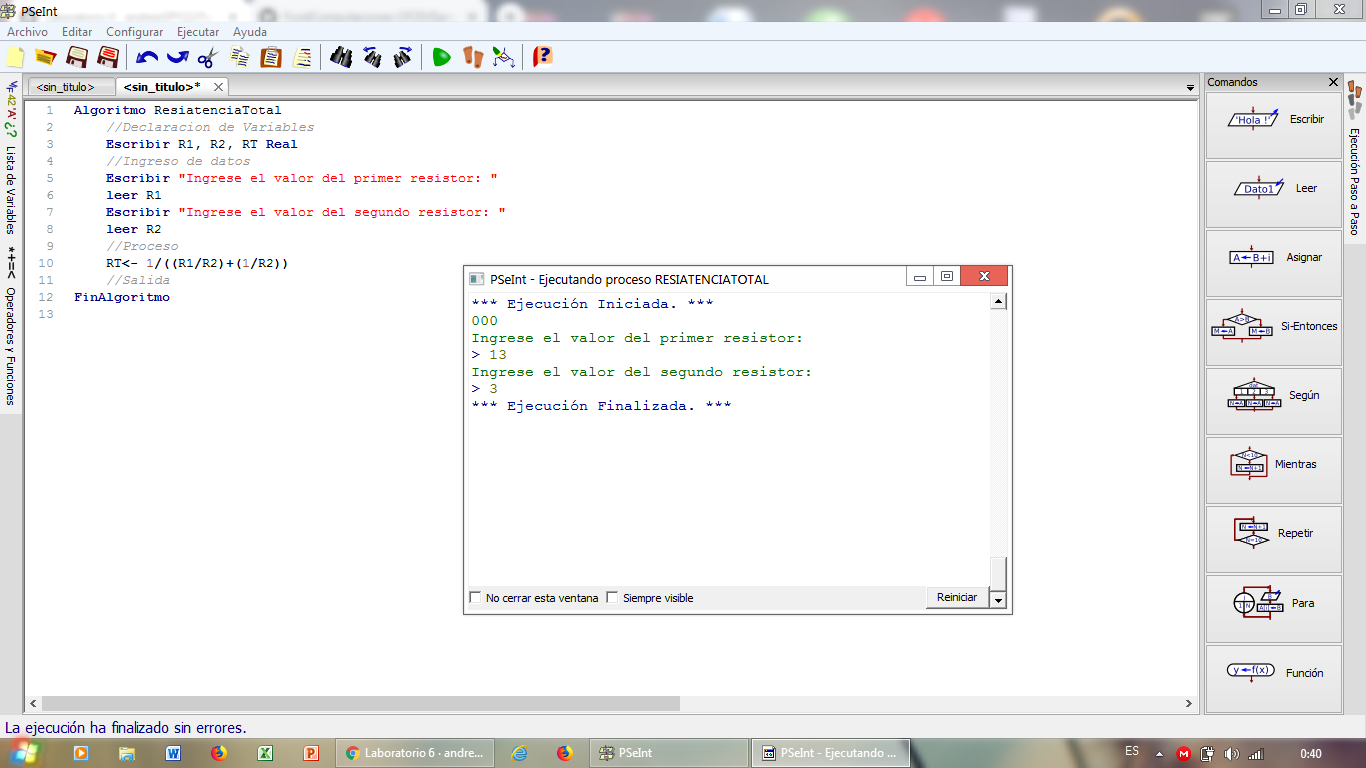 PSeInt
Archivo Editar Configurar Ejecutar Ayuda
<sin_titulo> <sin_titulo>*
Lista de Variables
*+=< Operadores y Funciones
1 Algoritmo ResiatenciaTotal
2 //Declaracion de Variables
3 Escribir R1, R2, RT Real
4 //Ingreso de datos
5 Escribir "Ingrese el valor del primer resistor: "
6 leer R1
7 Escribir "Ingrese el valor del segundo resistor: "
8 leer R2
9 //Proceso
10 RT<- 1/((R1/R2)+(1/R2))
11 //Salida
12 FinAlgoritmo
13
PSeInt - Ejecutando proceso RESIATENCIATOTAL
*** Ejecución Iniciada. ***
000
Ingrese el valor del primer resistor:
> 13
Ingrese el valor del segundo resistor:
> 3
*** Ejecución Finalizada. ***
No cerrar esta ventana Siempre visible Reiniciar
Comandos
'Hola !' Escribir
Dato1 Leer
A←B+i Asignar
Si-Entonces
Según
Mientras
Repetir
Para
y←f(x) Función
Ejecución Paso a Paso
La ejecución ha finalizado sin errores.
Laboratorio 6 · andre... PSeInt PSeInt - Ejecutando ... ES 0:40